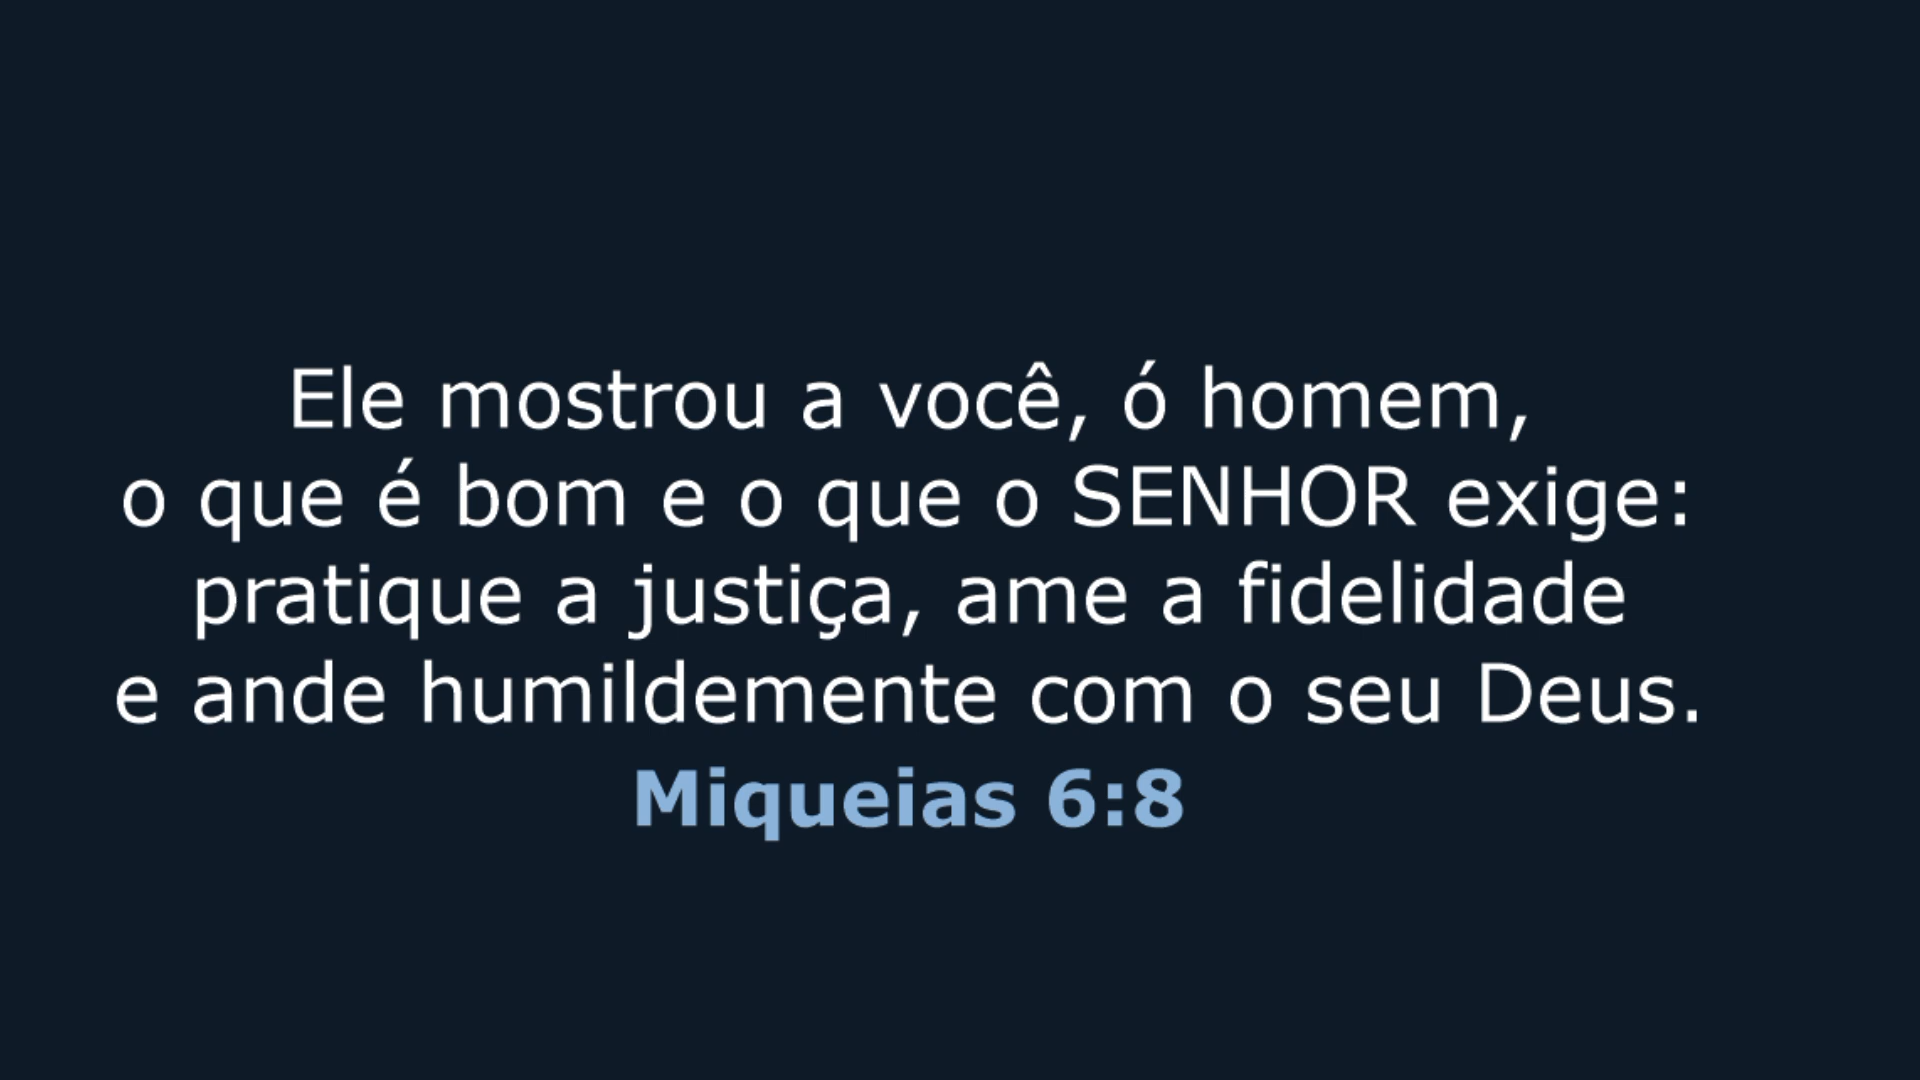 Ele mostrou a você, ó homem,
o que é bom e o que o SENHOR exige:
pratique a justiça, ame a fidelidade
e ande humildemente com o seu Deus.
Miqueias 6:8